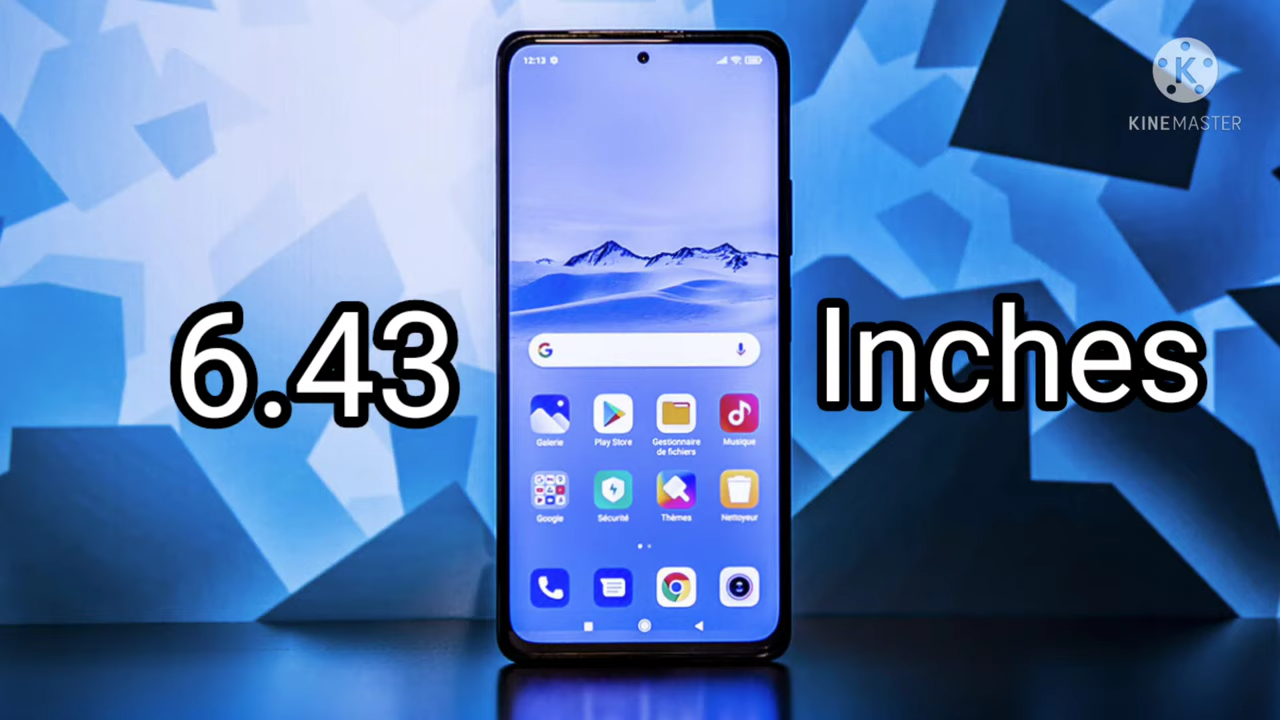 12:13
KINEMASTER
6.43 Inches
Galerie Play Store Gestionnaire de fichiers Musique
Google Sécurité Thèmes Nettoyeur